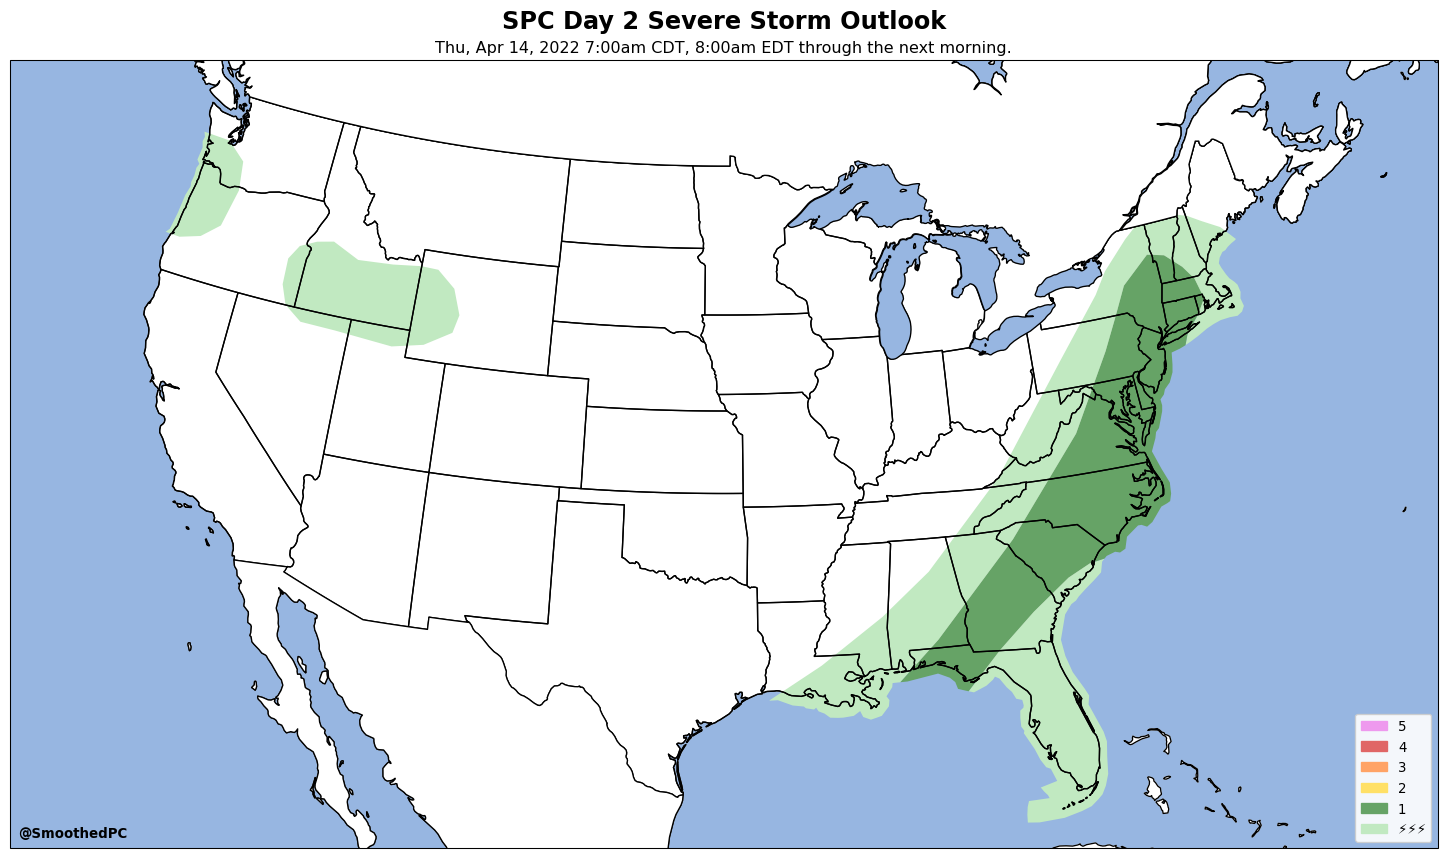 SPC Day 2 Severe Storm Outlook
Thu, Apr 14, 2022 7:00am CDT, 8:00am EDT through the next morning.
5
4
3
2
1
⚡⚡⚡
@SmoothedPC